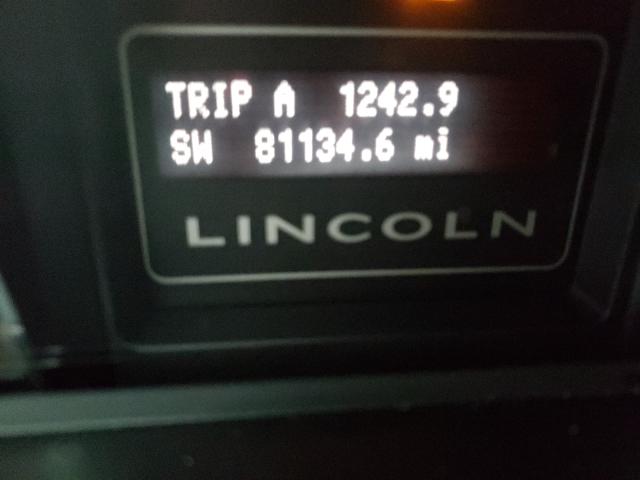 TRIP A 1242.9
SW 81134.6 mi
LINCOLN